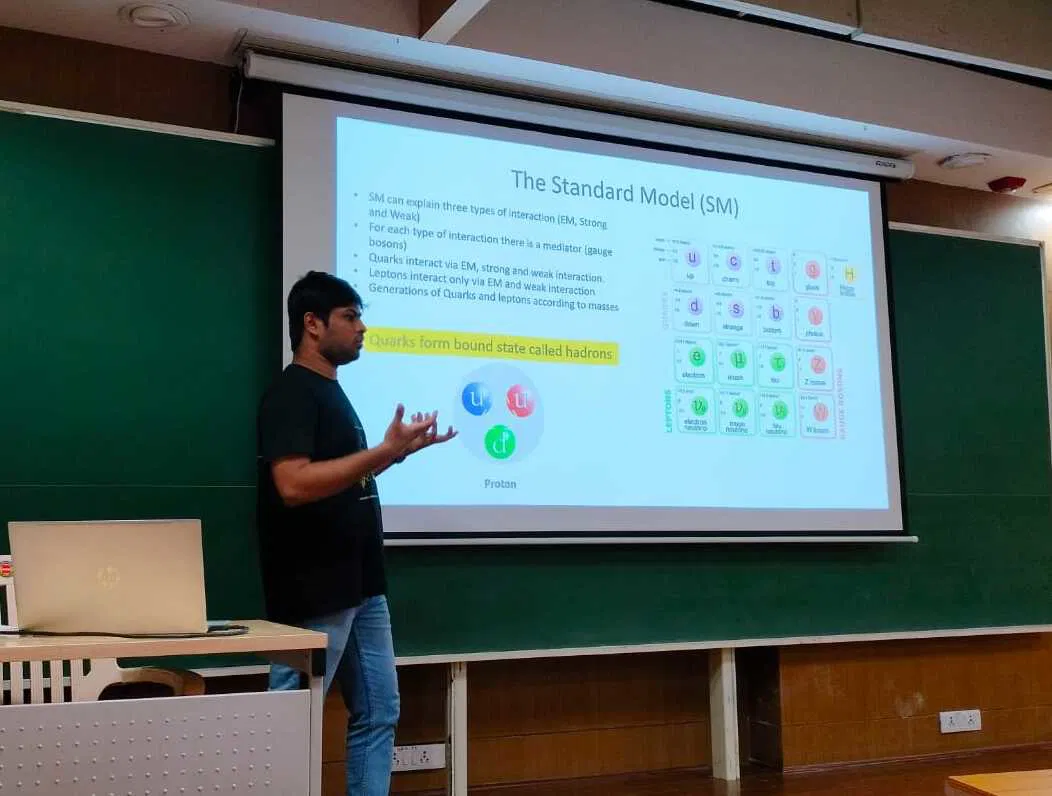 The Standard Model (SM)
• SM can explain three types of interaction (EM, Strong
and Weak)
• For each type of interaction there is a mediator (gauge
bosons)
• Quarks interact via EM, strong and weak interaction.
• Leptons interact only via EM and weak interaction
• Generations of Quarks and leptons according to masses
Quarks form bound state called hadrons
u u
d
Proton
u c t g H
up charm top gluon Higgs boson
d s b γ
down strange bottom photon
QUARKS
e μ τ Z
electron muon tau Z boson
νe νμ ντ W
electron neutrino muon neutrino tau neutrino W boson
LEPTONS
GAUGE BOSONS
hp